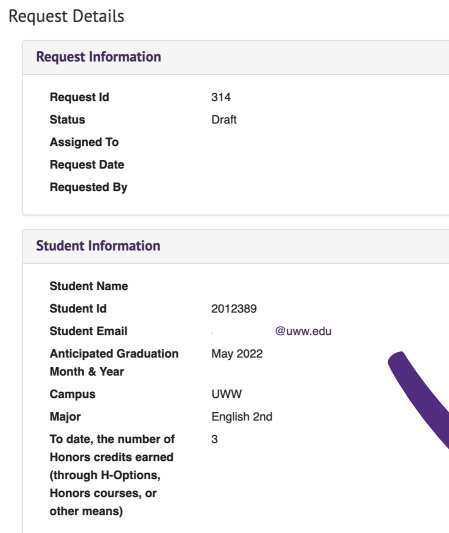 Request Details
Request Information
Request Id 314
Status Draft
Assigned To
Request Date
Requested By
Student Information
Student Name
Student Id 2012389
Student Email @uww.edu
Anticipated Graduation May 2022
Month & Year
Campus UWW
Major English 2nd
To date, the number of 3
Honors credits earned
(through H-Options,
Honors courses, or
other means)